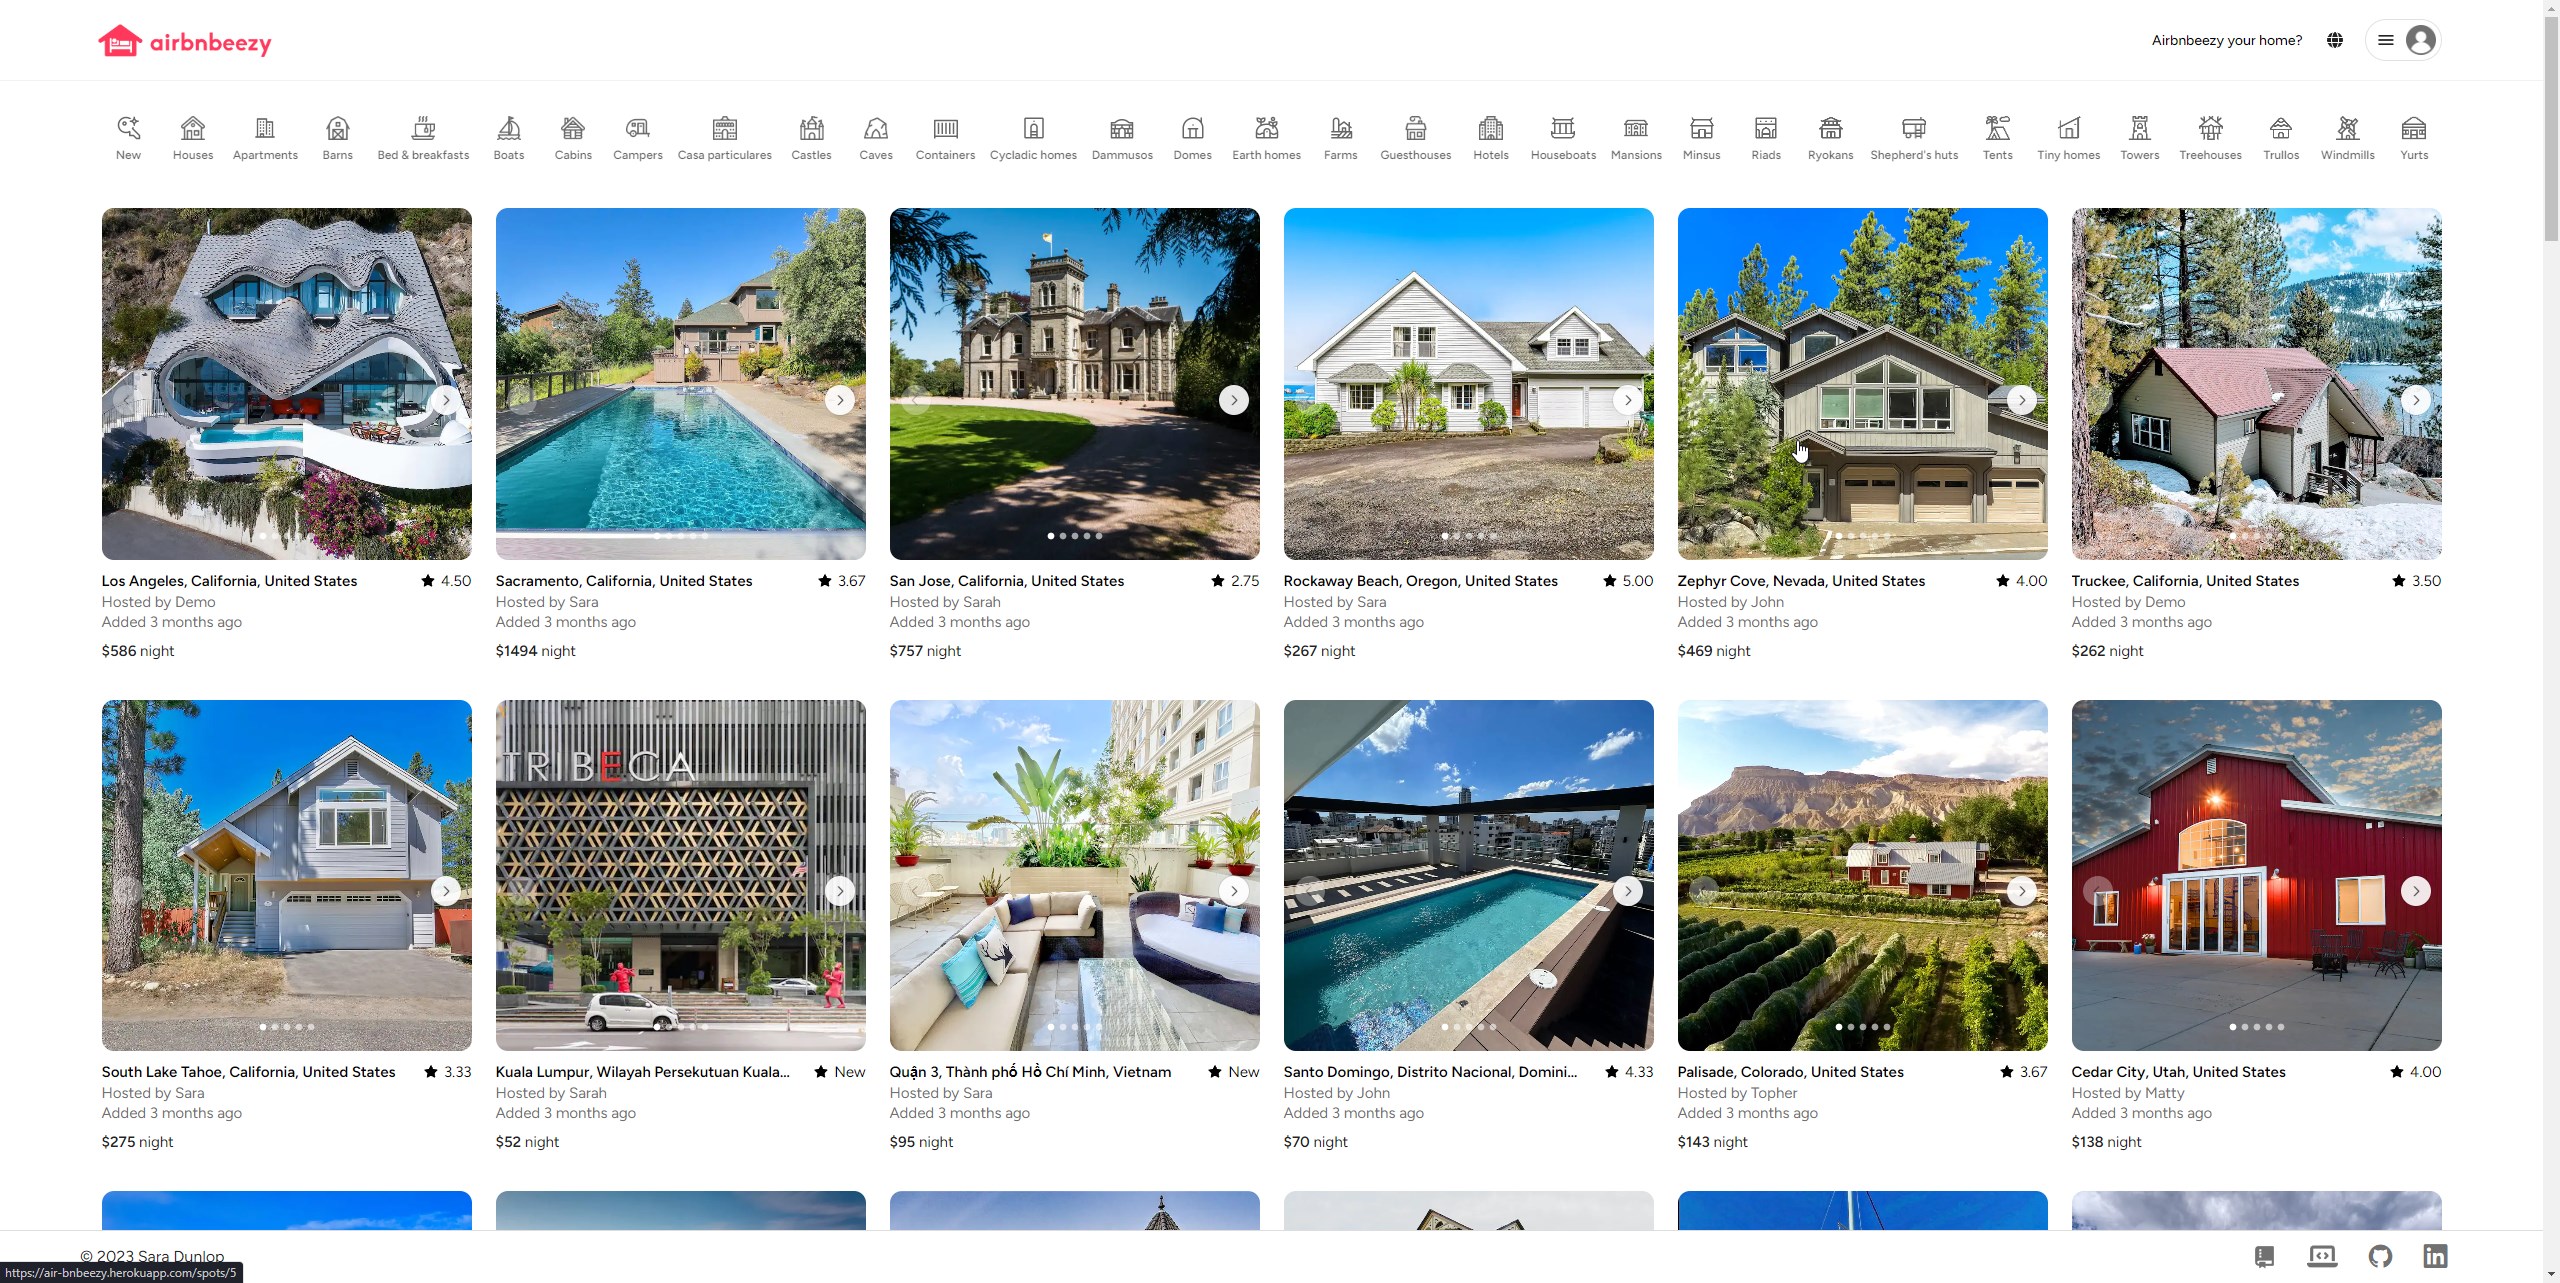 airbnbeezy
Airbnbeezy your home?
New Houses Apartments Barns Bed & breakfasts Boats Cabins Campers Casa particulares Castles Caves Containers Cycladic homes Dammusos Domes Earth homes Farms Guesthouses Hotels Houseboats Mansions Minsus Riads Ryokans Shepherd's huts Tents Tiny homes Towers Treehouses Trullos Windmills Yurts
Los Angeles, California, United States 4.50
Hosted by Demo
Added 3 months ago
$586 night
Sacramento, California, United States 3.67
Hosted by Sara
Added 3 months ago
$1494 night
San Jose, California, United States 2.75
Hosted by Sarah
Added 3 months ago
$757 night
Rockaway Beach, Oregon, United States 5.00
Hosted by Sara
Added 3 months ago
$267 night
Zephyr Cove, Nevada, United States 4.00
Hosted by John
Added 3 months ago
$469 night
Truckee, California, United States 3.50
Hosted by Demo
Added 3 months ago
$262 night
South Lake Tahoe, California, United States 3.33
Hosted by Sara
Added 3 months ago
$275 night
TRIBECA
Kuala Lumpur, Wilayah Persekutuan Kuala... New
Hosted by Sarah
Added 3 months ago
$52 night
Quận 3, Thành phố Hồ Chí Minh, Vietnam New
Hosted by Sara
Added 3 months ago
$95 night
Santo Domingo, Distrito Nacional, Domini... 4.33
Hosted by John
Added 3 months ago
$70 night
Palisade, Colorado, United States 3.67
Hosted by Topher
Added 3 months ago
$143 night
Cedar City, Utah, United States 4.00
Hosted by Matty
Added 3 months ago
$138 night
© 2023 Sara Dunlop
https://air-bnbeezy.herokuapp.com/spots/5